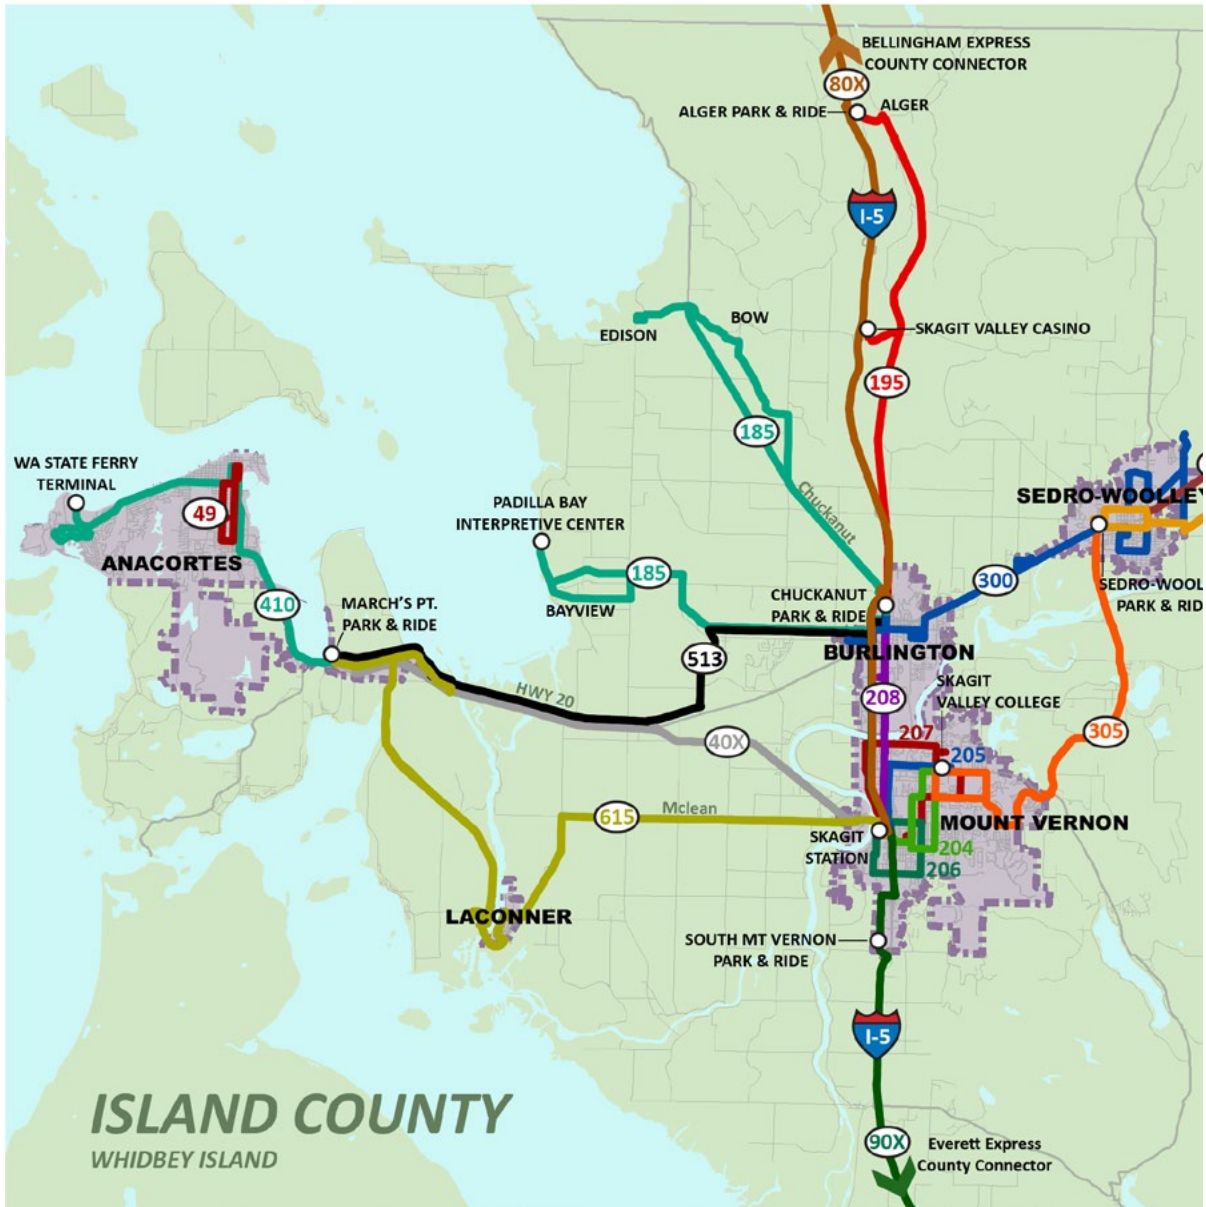 BELLINGHAM EXPRESS
COUNTY CONNECTOR
80X
ALGER PARK & RIDE
ALGER
I-5
EDISON
BOW
SKAGIT VALLEY CASINO
195
185
WA STATE FERRY
TERMINAL
49
ANACORTES
PADILLA BAY
INTERPRETIVE CENTER
Chuckanut
SEDRO-WOOLLEY
185
BAYVIEW
410
MARCH'S PT.
PARK & RIDE
CHUCKANUT
PARK & RIDE
300
SEDRO-WOOL
PARK & RID
BURLINGTON
513
HWY 20
SKAGIT
VALLEY COLLEGE
208
207
205
305
40X
615
Mclean
MOUNT VERNON
SKAGIT
STATION
204
206
LACONNER
SOUTH MT VERNON
PARK & RIDE
I-5
ISLAND COUNTY
WHIDBEY ISLAND
90X
Everett Express
County Connector